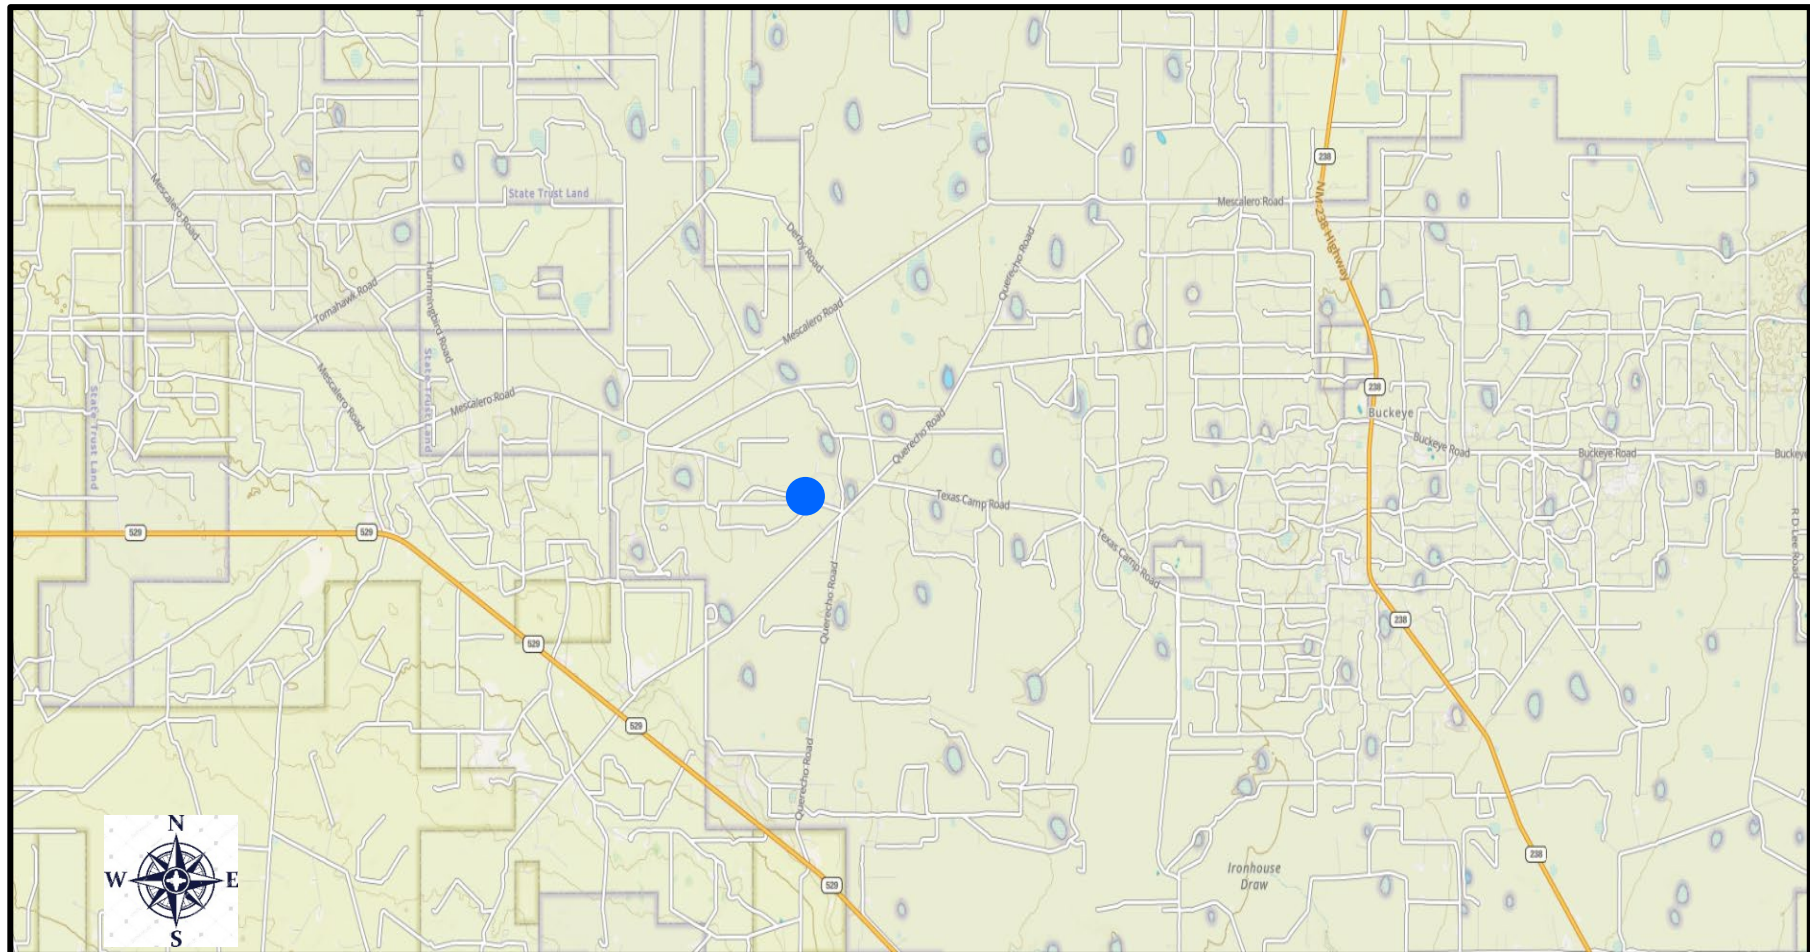 238
Mescalero Road
State Trust Land
Mescalero Road
NM-238 Highway
Derby Road
Querecho Road
Hummingbird Road
Tomahawk Road
Mescalero Road
State Trust Land
State Trust Land
Mescalero Road
Mescalero Road
238
Buckeye
Querecho Road
Buckeye Road
Buckeye Road
Buckeye
Texas Camp Road
529
529
Texas Camp Road
R D Lee Road
Querecho Road
238
529
529
Querecho Road
238
Ironhouse
Draw
529
N
W E
S